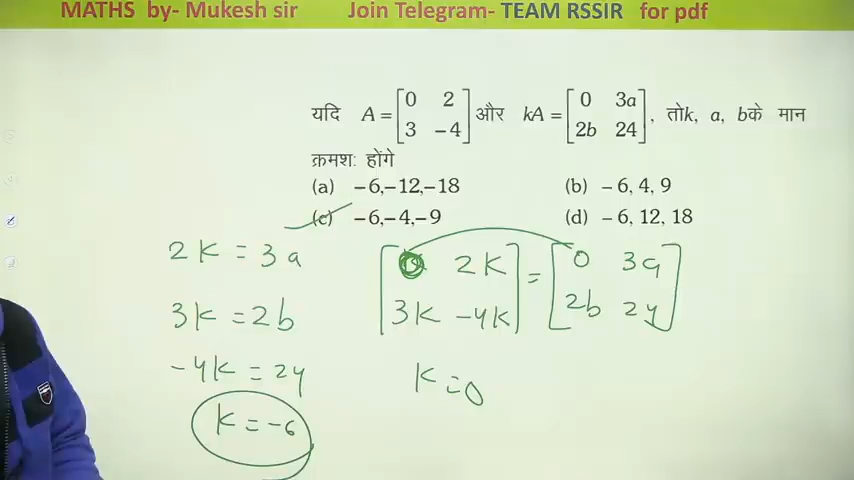 MATHS by- Mukesh sir Join Telegram- TEAM RSSIR for pdf
यदि A = [0 2 3 -4] और kA = [0 3a 2b 24], तो k, a, b के मान
क्रमशः होंगे
(a) -6,-12,-18 (b) - 6, 4, 9
(c) -6,-4,-9 (d) - 6, 12, 18
2K = 3a
3K = 2b
-4K = 24
K = -6
[0 2K 3K -4K] = [0 3a 2b 24]
K = 0